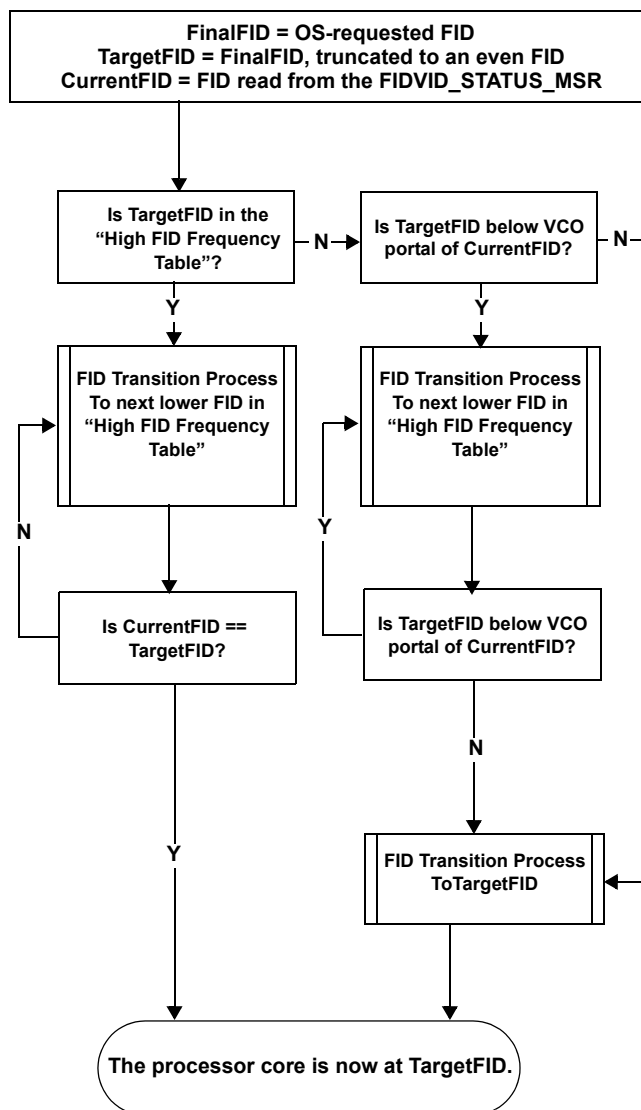 FinalFID = OS-requested FID
TargetFID = FinalFID, truncated to an even FID
CurrentFID = FID read from the FIDVID_STATUS_MSR
Is TargetFID in the
“High FID Frequency
Table”?
N
Is TargetFID below VCO
portal of CurrentFID?
N
Y
Y
FID Transition Process
To next lower FID in
“High FID Frequency
Table”
FID Transition Process
To next lower FID in
“High FID Frequency
Table”
N
Y
Is CurrentFID ==
TargetFID?
Is TargetFID below VCO
portal of CurrentFID?
N
Y
FID Transition Process
ToTargetFID
The processor core is now at TargetFID.